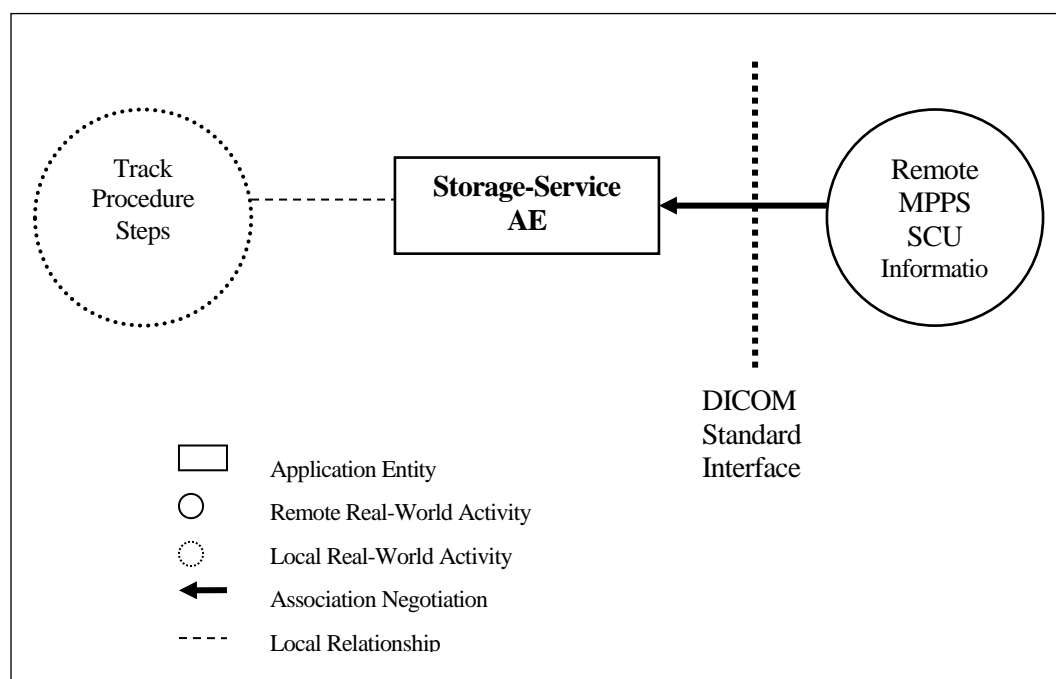 Track
Procedure
Steps
Storage-Service
AE
Remote
MPPS
SCU
Informatio
DICOM
Standard
Interface
Application Entity
Remote Real-World Activity
Local Real-World Activity
Association Negotiation
Local Relationship